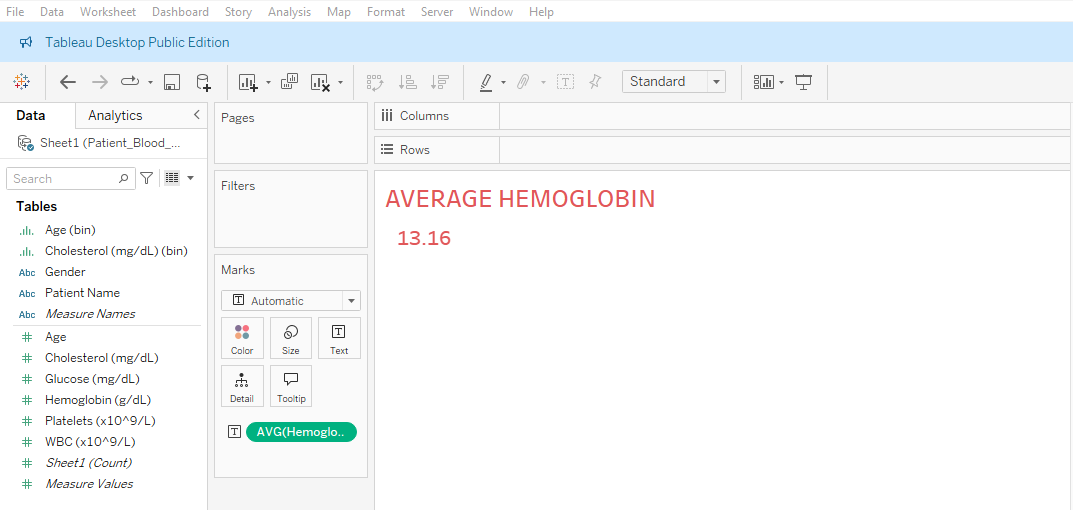 File Data Worksheet Dashboard Story Analysis Map Format Server Window Help
Tableau Desktop Public Edition
Standard
Data Analytics
Sheet1 (Patient_Blood_...
Search
Tables
Age (bin)
Cholesterol (mg/dL) (bin)
Abc Gender
Abc Patient Name
Abc Measure Names
# Age
# Cholesterol (mg/dL)
# Glucose (mg/dL)
# Hemoglobin (g/dL)
# Platelets (x10^9/L)
# WBC (x10^9/L)
# Sheet1 (Count)
# Measure Values
Pages
Filters
Marks
T Automatic
Color Size T Text
Detail Tooltip
T AVG(Hemoglo..
Columns
Rows
AVERAGE HEMOGLOBIN
13.16